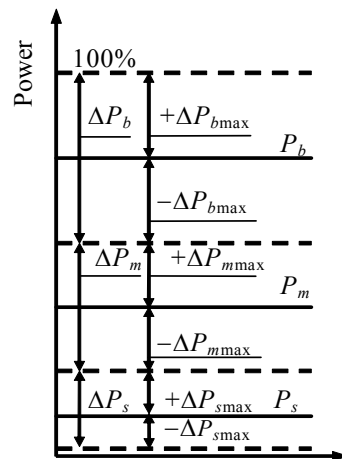 Power
100%
ΔP_b
+ΔP_bmax
P_b
−ΔP_bmax
ΔP_m
+ΔP_mmax
P_m
−ΔP_mmax
ΔP_s
+ΔP_smax
P_s
−ΔP_smax